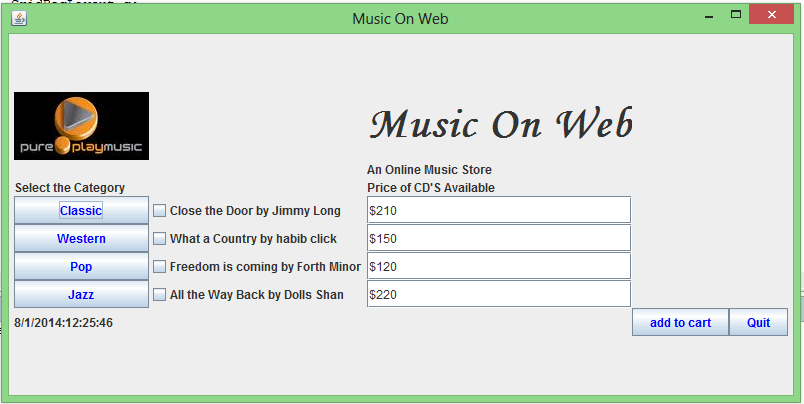 Music On Web
pureplaymusic
Music On Web
An Online Music Store
Select the Category
Price of CD'S Available
Classic
Close the Door by Jimmy Long
$210
Western
What a Country by habib click
$150
Pop
Freedom is coming by Forth Minor
$120
Jazz
All the Way Back by Dolls Shan
$220
8/1/2014:12:25:46
add to cart
Quit